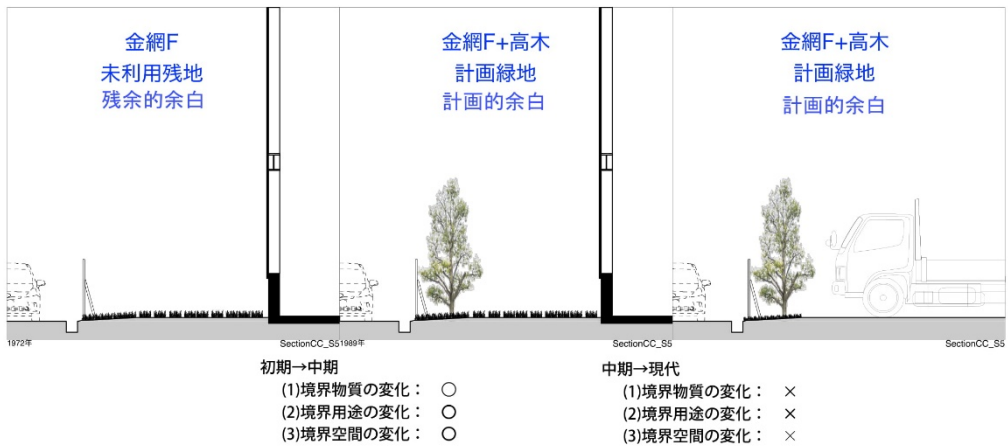 金網F
未利用残地
残余的余白
金網F+高木
計画緑地
計画的余白
金網F+高木
計画緑地
計画的余白
1972年
SectionCC_S5
1989年
SectionCC_S5
SectionCC_S5
初期→中期
(1)境界物質の変化： ○
(2)境界用途の変化： ○
(3)境界空間の変化： ○
中期→現代
(1)境界物質の変化： ×
(2)境界用途の変化： ×
(3)境界空間の変化： ×